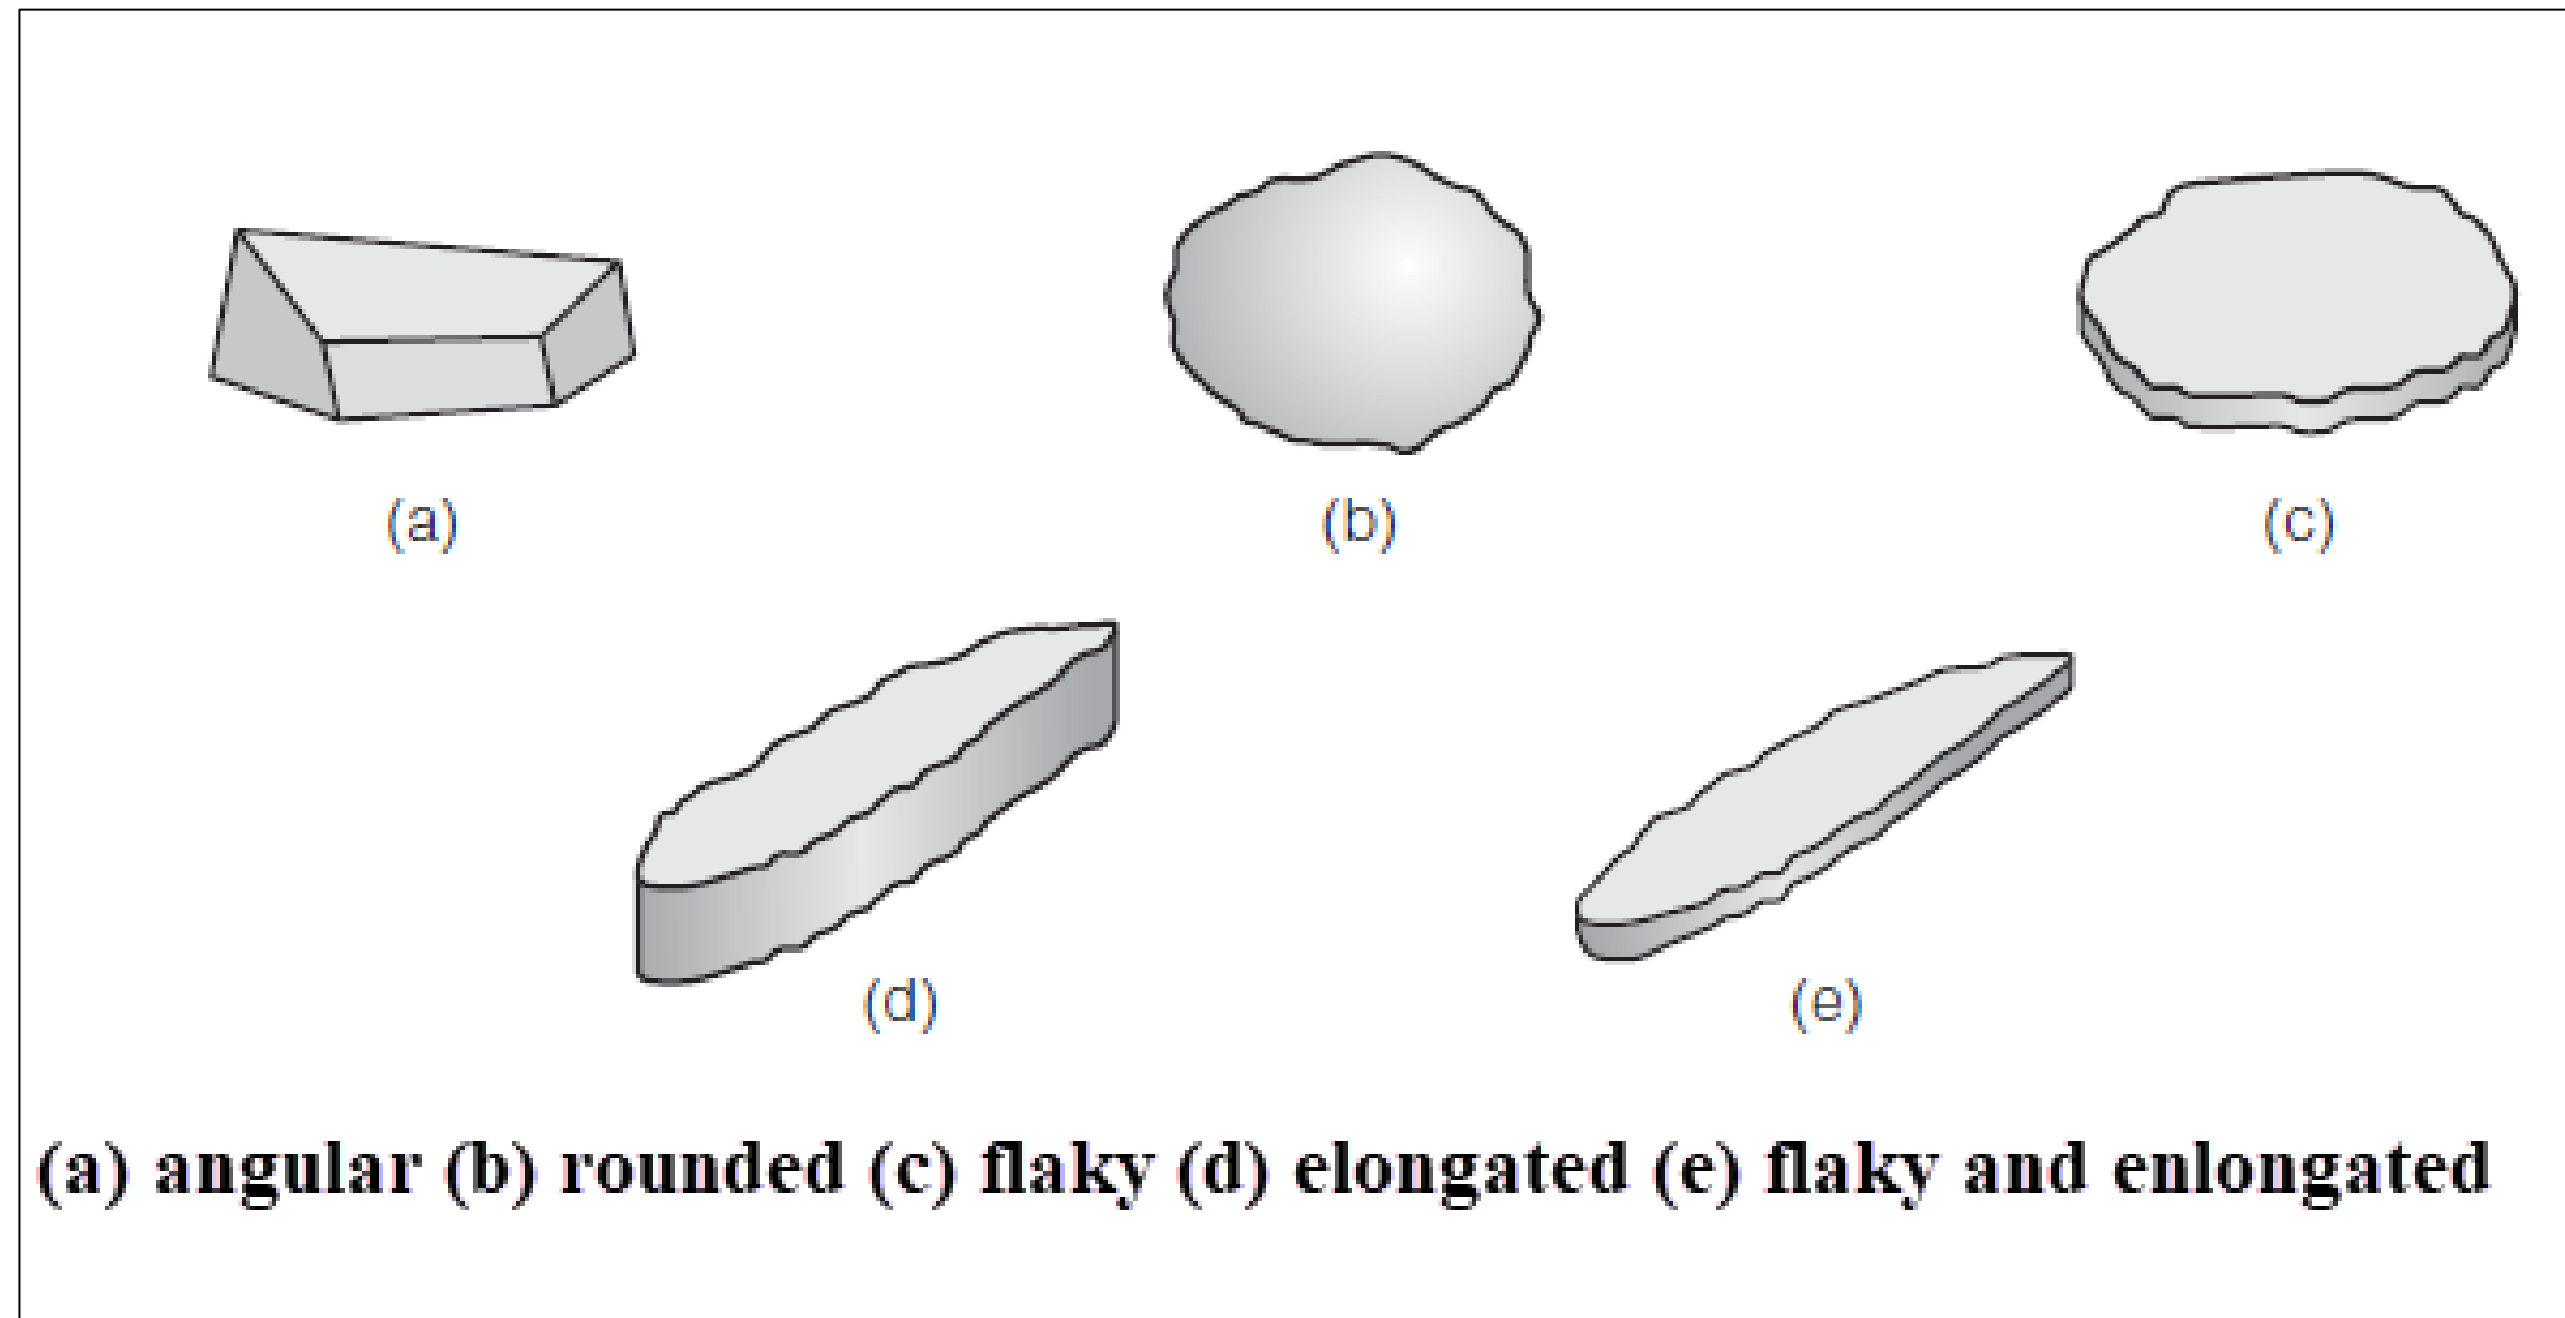 (a) (b) (c)
(d) (e)
(a) angular (b) rounded (c) flaky (d) elongated (e) flaky and enlongated